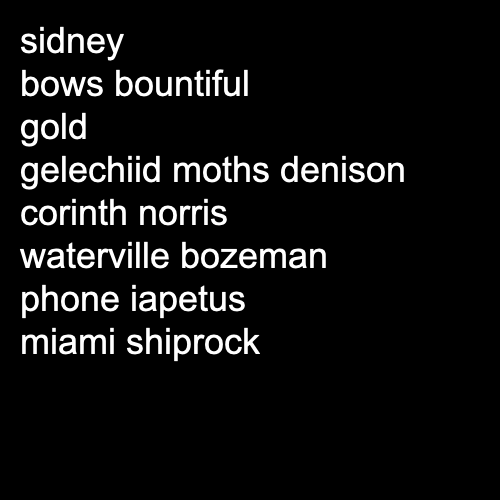 sidney
bows bountiful
gold
gelechiid moths denison
corinth norris
waterville bozeman
phone iapetus
miami shiprock